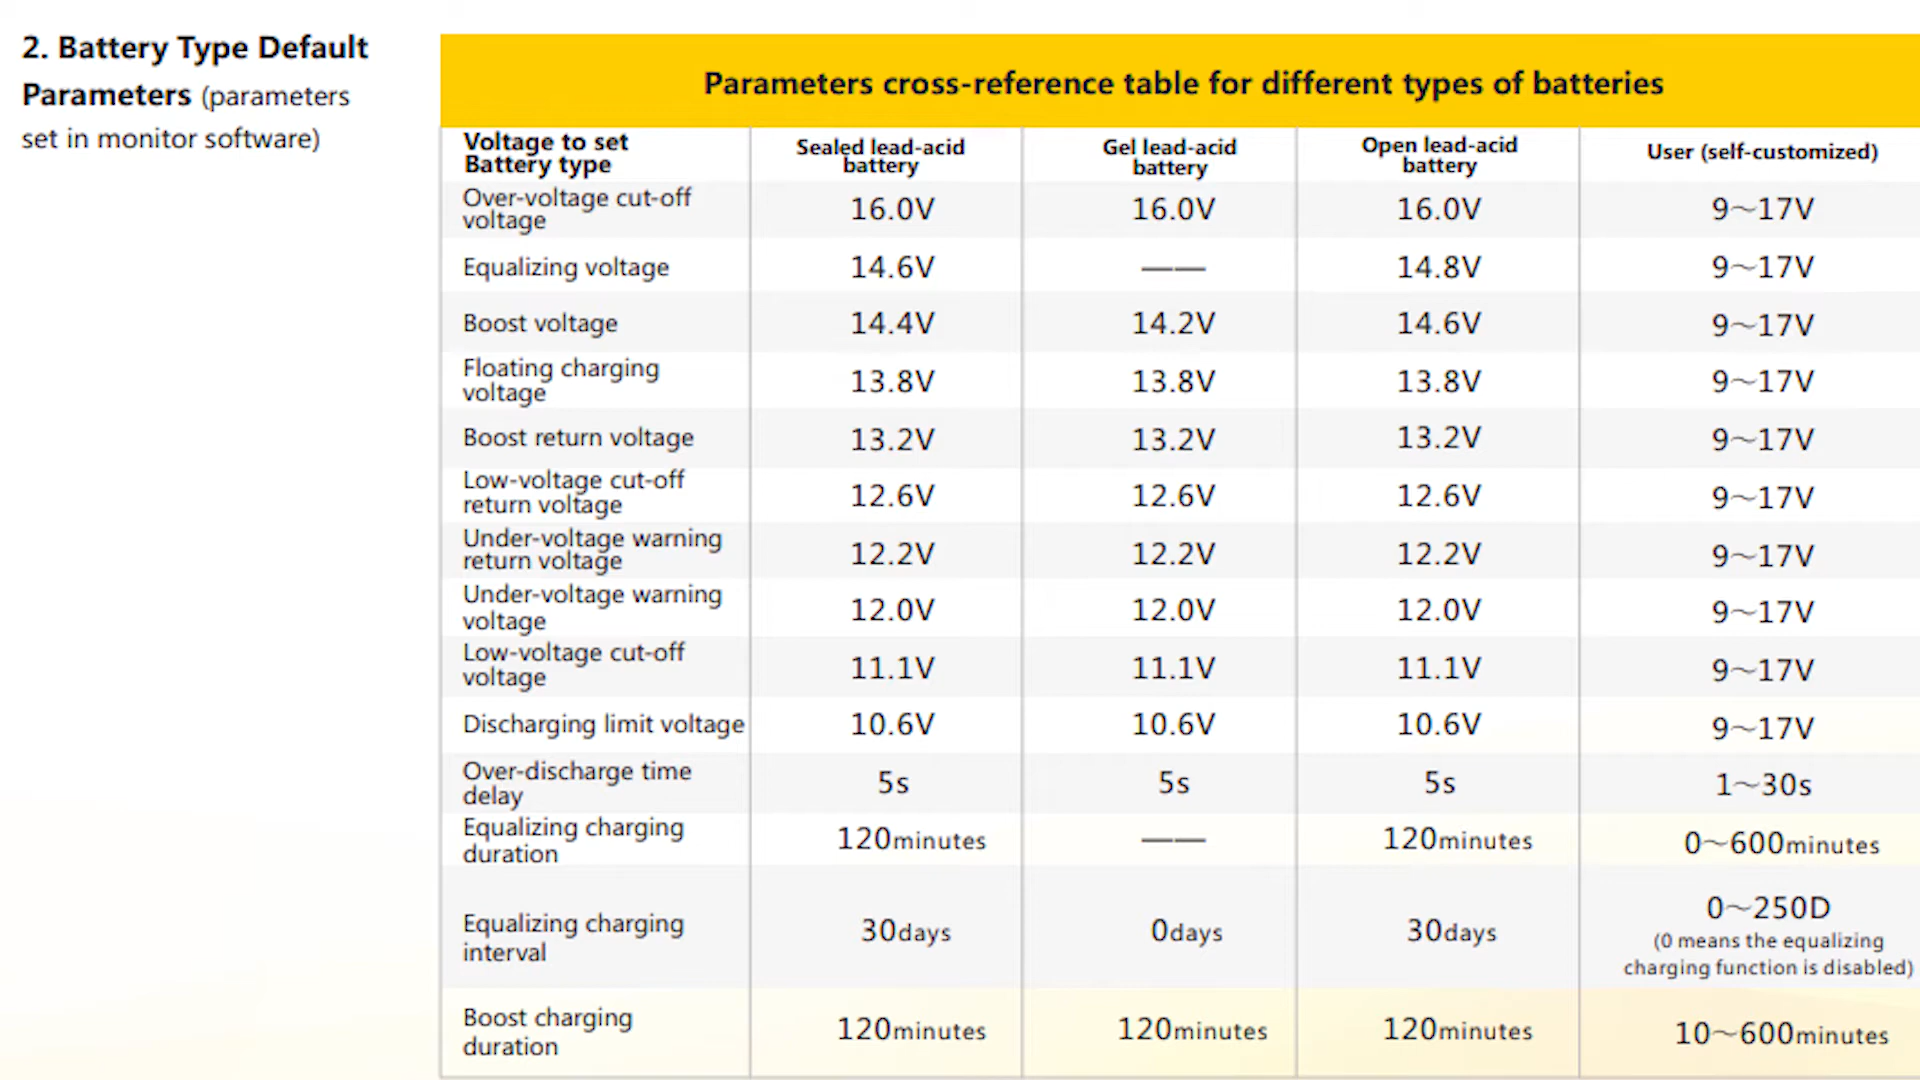 2. Battery Type Default
Parameters (parameters
set in monitor software)
Parameters cross-reference table for different types of batteries
Voltage to set
Battery type
Sealed lead-acid
battery
Gel lead-acid
battery
Open lead-acid
battery
User (self-customized)
Over-voltage cut-off
voltage
16.0V
16.0V
16.0V
9～17V
Equalizing voltage
14.6V
——
14.8V
9～17V
Boost voltage
14.4V
14.2V
14.6V
9～17V
Floating charging
voltage
13.8V
13.8V
13.8V
9～17V
Boost return voltage
13.2V
13.2V
13.2V
9～17V
Low-voltage cut-off
return voltage
12.6V
12.6V
12.6V
9～17V
Under-voltage warning
return voltage
12.2V
12.2V
12.2V
9～17V
Under-voltage warning
voltage
12.0V
12.0V
12.0V
9～17V
Low-voltage cut-off
voltage
11.1V
11.1V
11.1V
9～17V
Discharging limit voltage
10.6V
10.6V
10.6V
9～17V
Over-discharge time
delay
5s
5s
5s
1～30s
Equalizing charging
duration
120minutes
——
120minutes
0～600minutes
Equalizing charging
interval
30days
0days
30days
0～250D
(0 means the equalizing
charging function is disabled)
Boost charging
duration
120minutes
120minutes
120minutes
10～600minutes